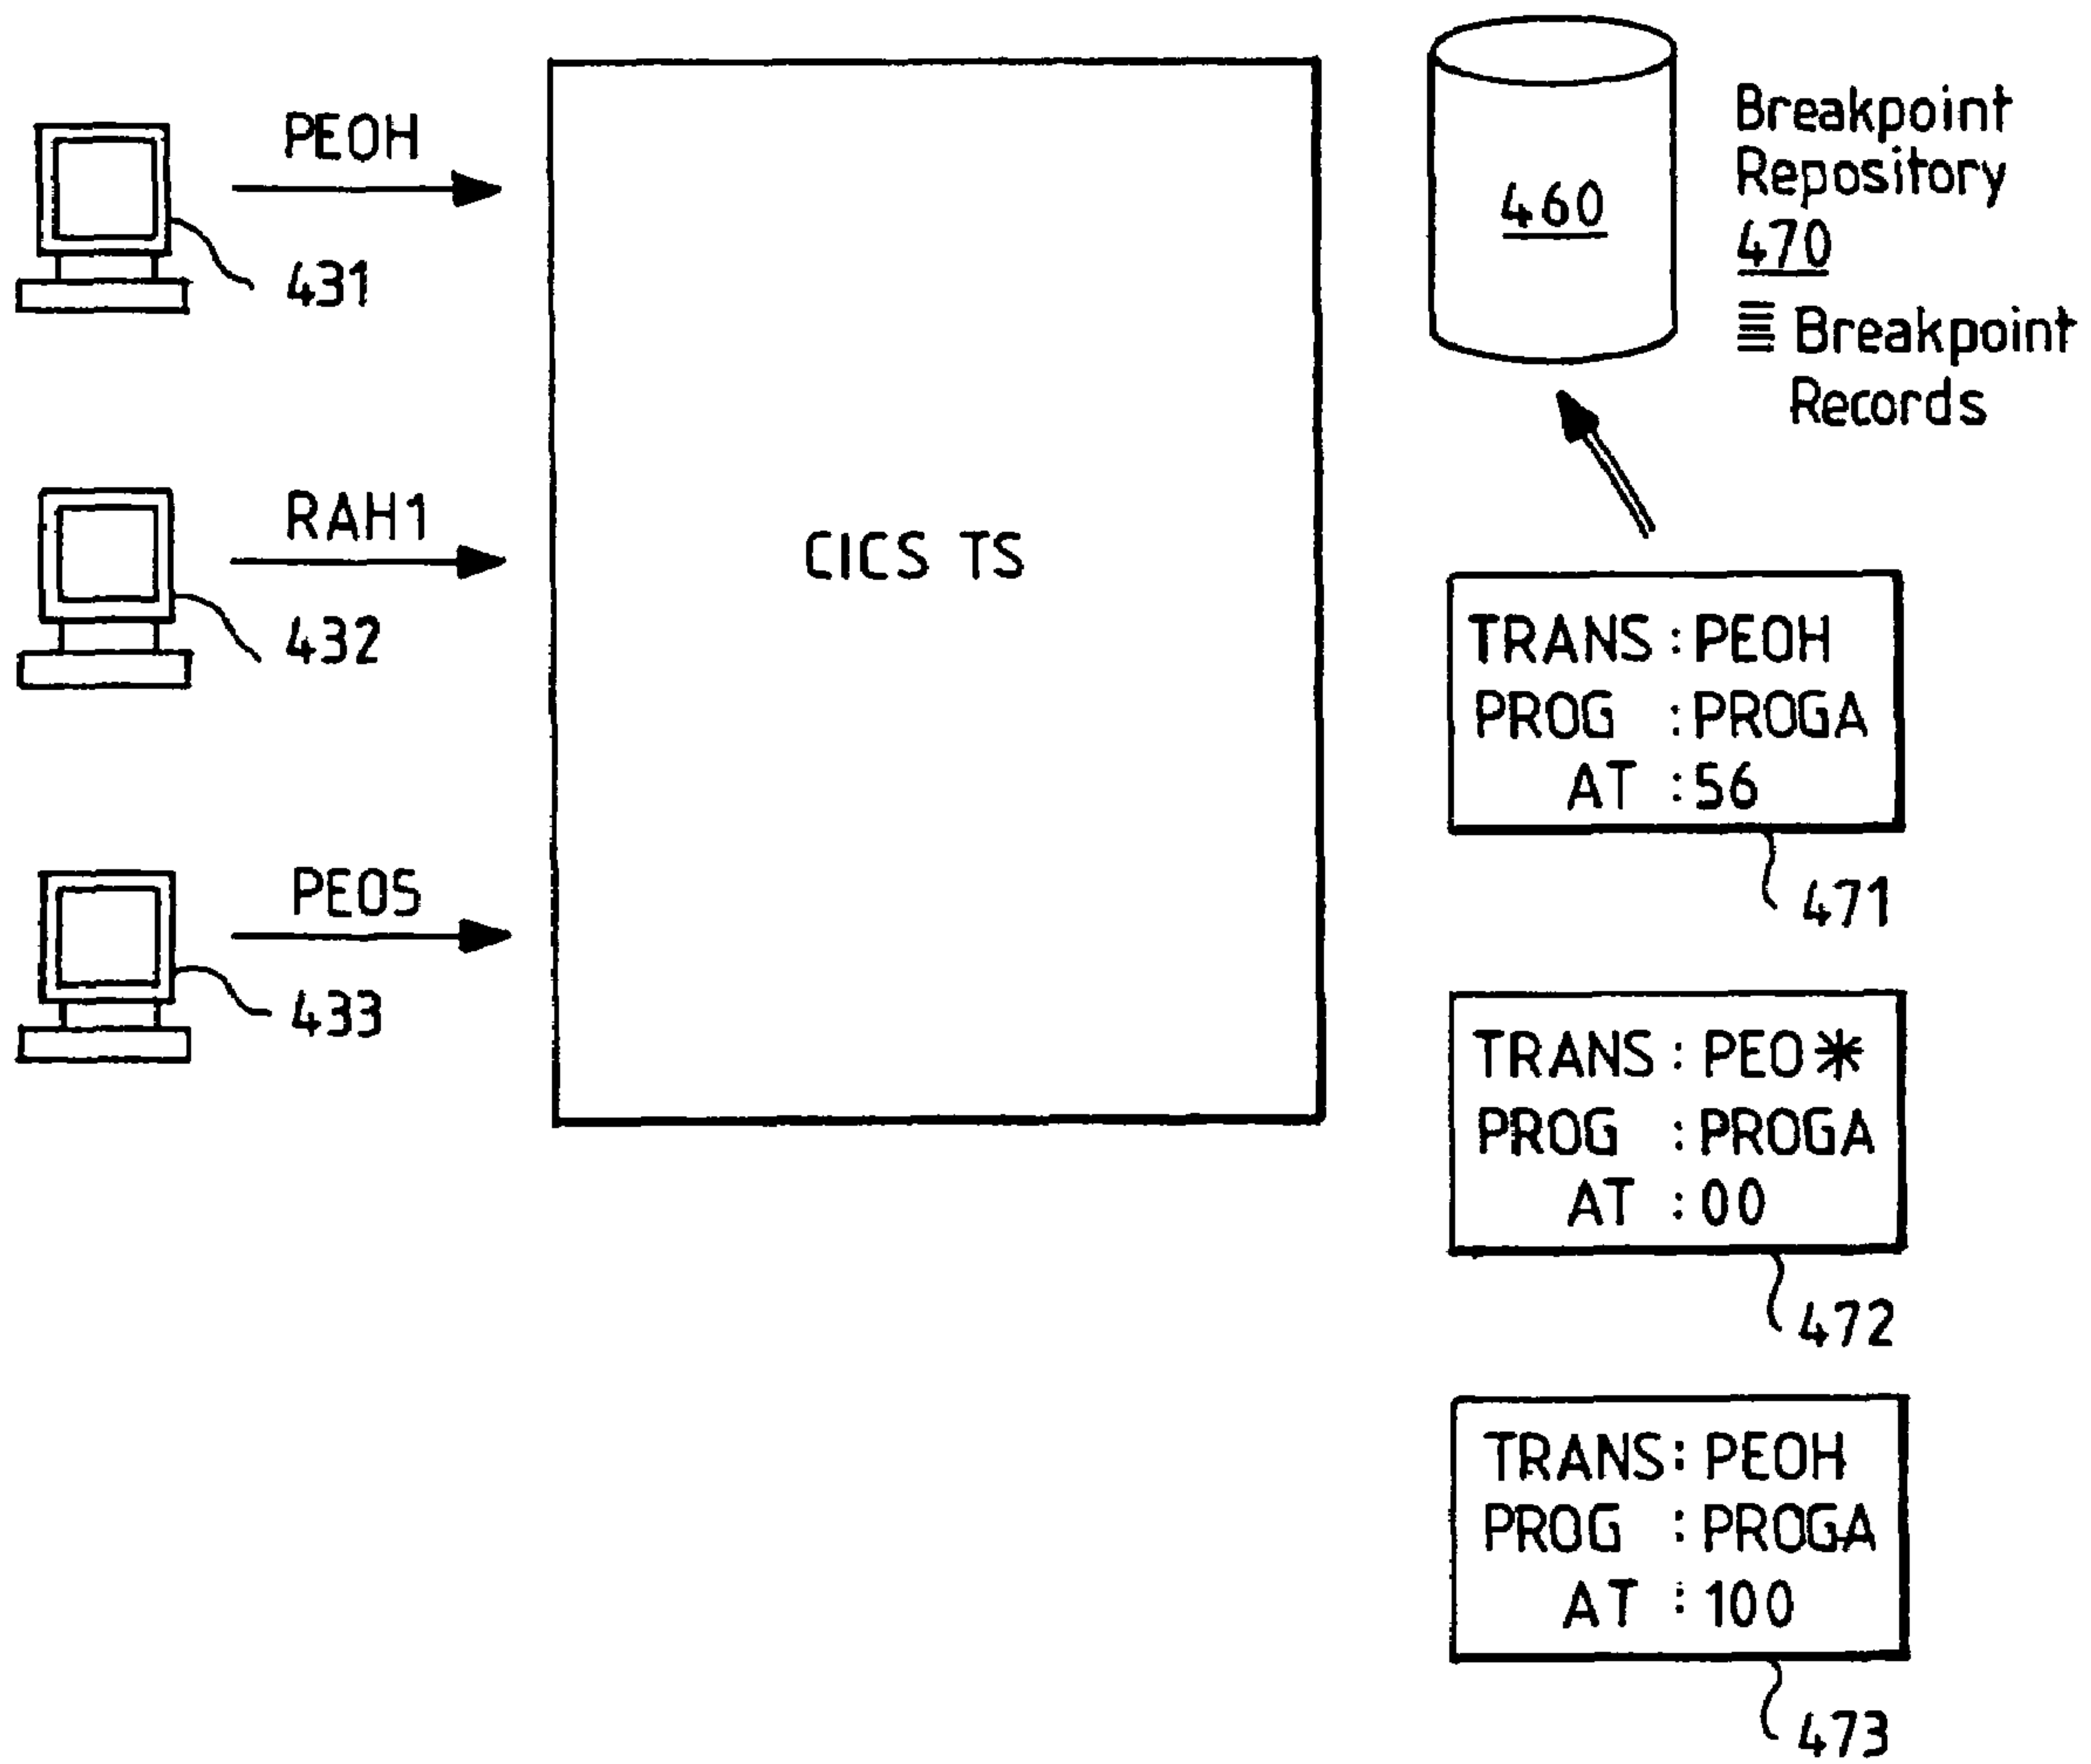 PEOH
431
RAH1
432
PEOS
433
CICS TS
460
Breakpoint
Repository
470
Breakpoint
Records
TRANS : PEOH
PROG : PROGA
AT : 56
471
TRANS : PEO*
PROG : PROGA
AT : 00
472
TRANS : PEOH
PROG : PROGA
AT : 100
473